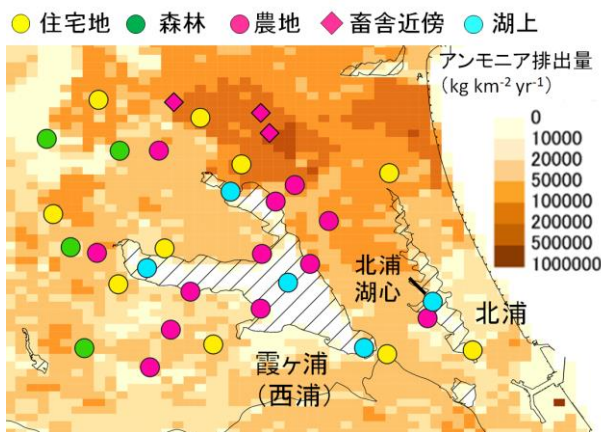 住宅地 森林 農地 畜舎近傍 湖上
アンモニア排出量
(kg km-2 yr-1)
0
10000
20000
50000
100000
200000
500000
1000000
北浦
湖心
北浦
霞ヶ浦
(西浦)